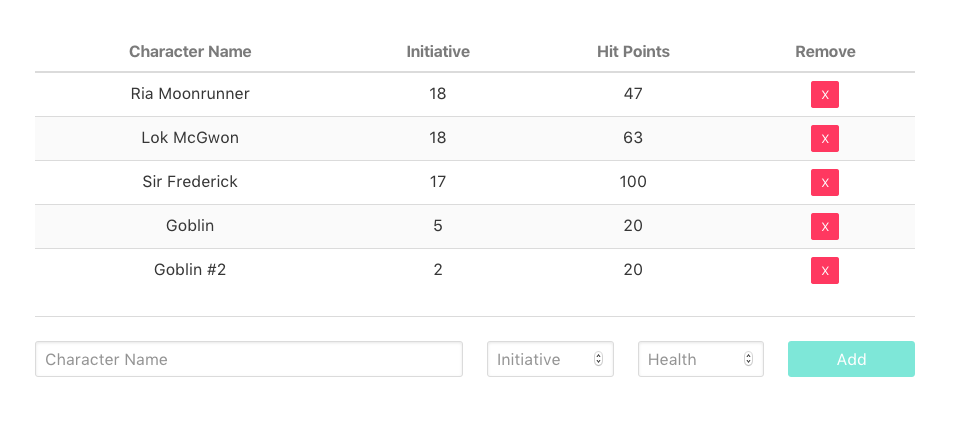 Character Name Initiative Hit Points Remove
Ria Moonrunner 18 47 X
Lok McGwon 18 63 X
Sir Frederick 17 100 X
Goblin 5 20 X
Goblin #2 2 20 X
Character Name Initiative Health Add